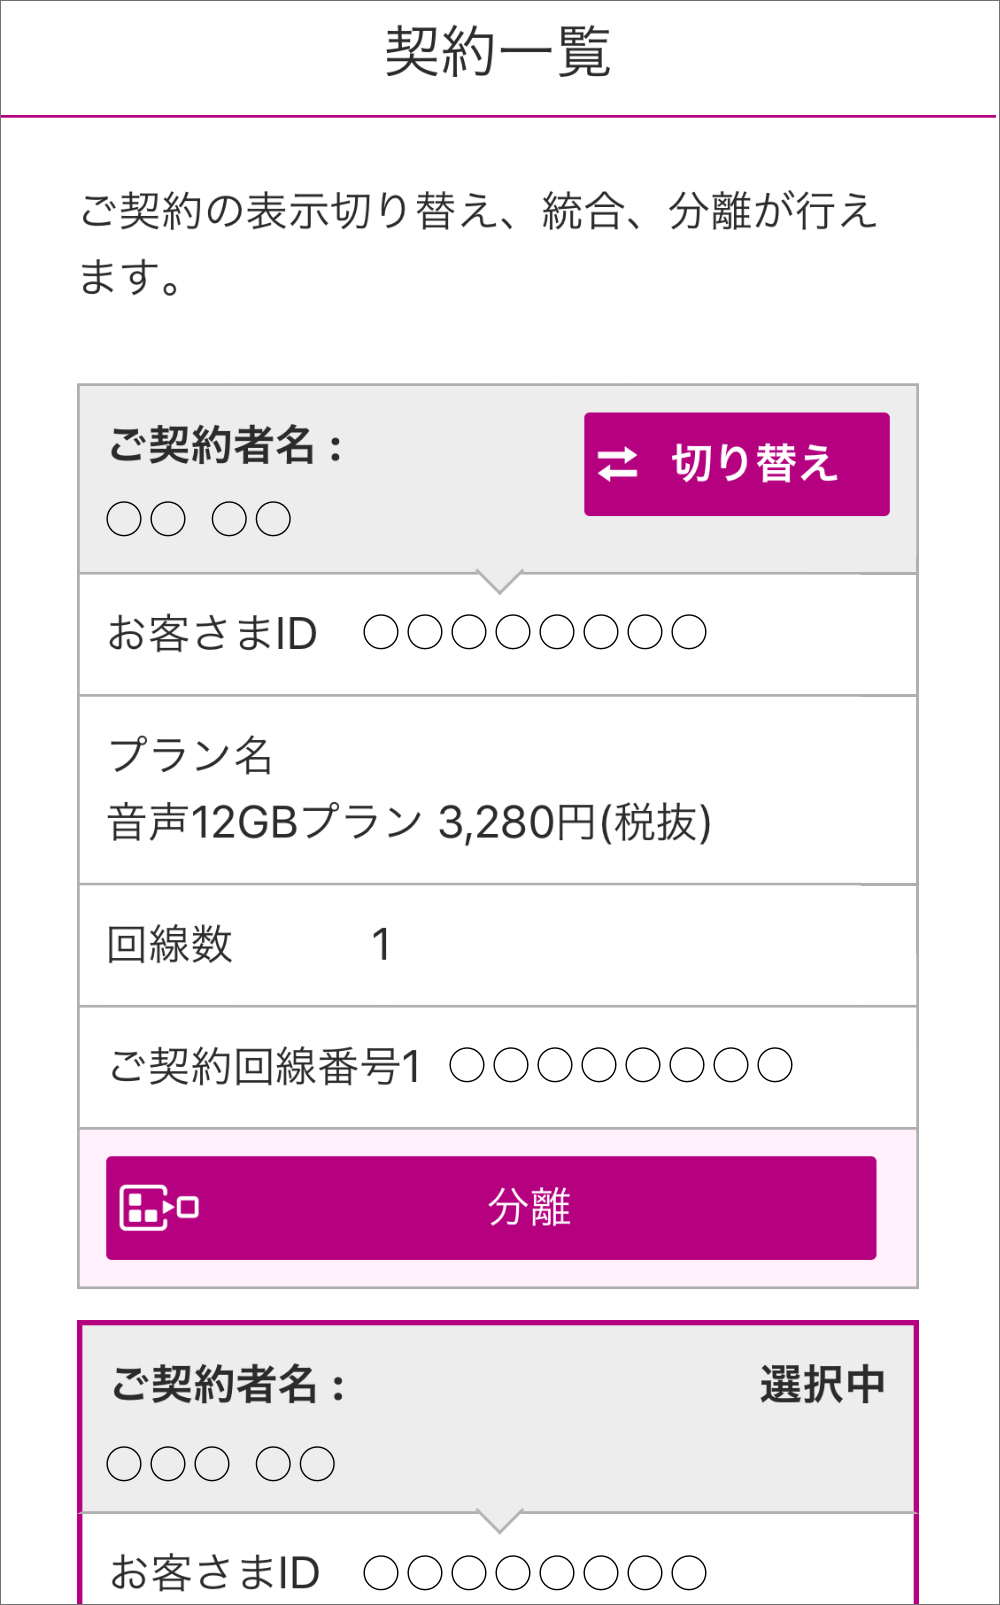 契約一覧
ご契約の表示切り替え、統合、分離が行え
ます。
ご契約者名：
切り替え
○○ ○○
お客さまID ○○○○○○○○
プラン名
音声12GBプラン 3,280円(税抜)
回線数 1
ご契約回線番号1 ○○○○○○○○
分離
ご契約者名：
選択中
○○○ ○○
お客さまID ○○○○○○○○